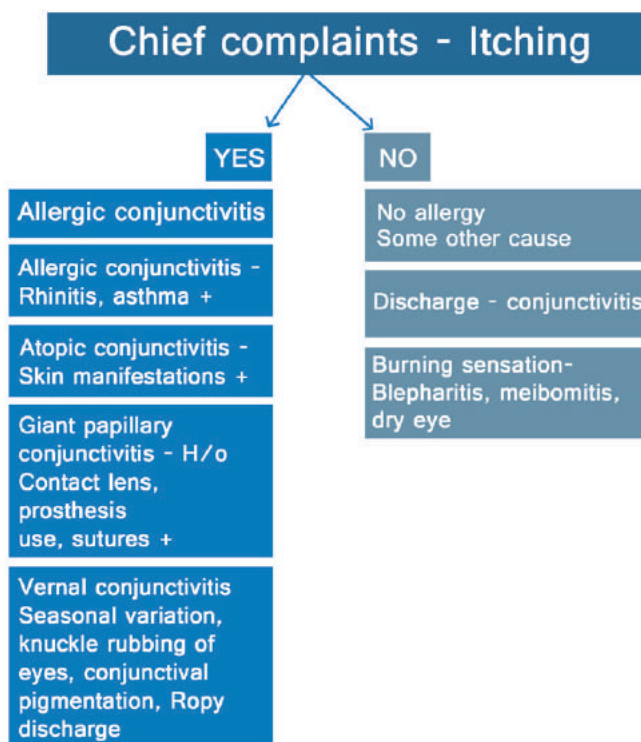 Chief complaints - Itching
YES
Allergic conjunctivitis
Allergic conjunctivitis -
Rhinitis, asthma +
Atopic conjunctivitis -
Skin manifestations +
Giant papillary
conjunctivitis - H/o
Contact lens,
prosthesis
use, sutures +
Vernal conjunctivitis
Seasonal variation,
knuckle rubbing of
eyes, conjunctival
pigmentation, Ropy
discharge
NO
No allergy
Some other cause
Discharge - conjunctivitis
Burning sensation-
Blepharitis, meibomitis,
dry eye